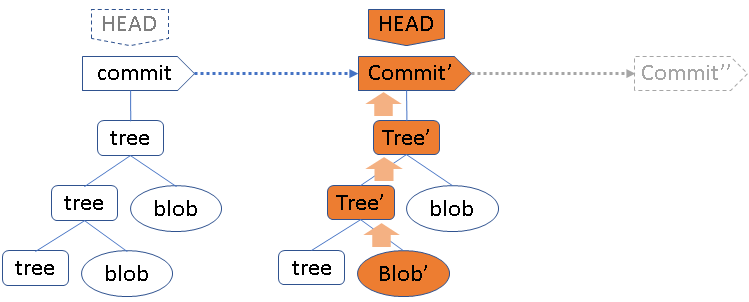 HEAD
HEAD
commit
Commit’
Commit’’
tree
Tree’
tree
blob
Tree’
blob
tree
blob
tree
Blob’